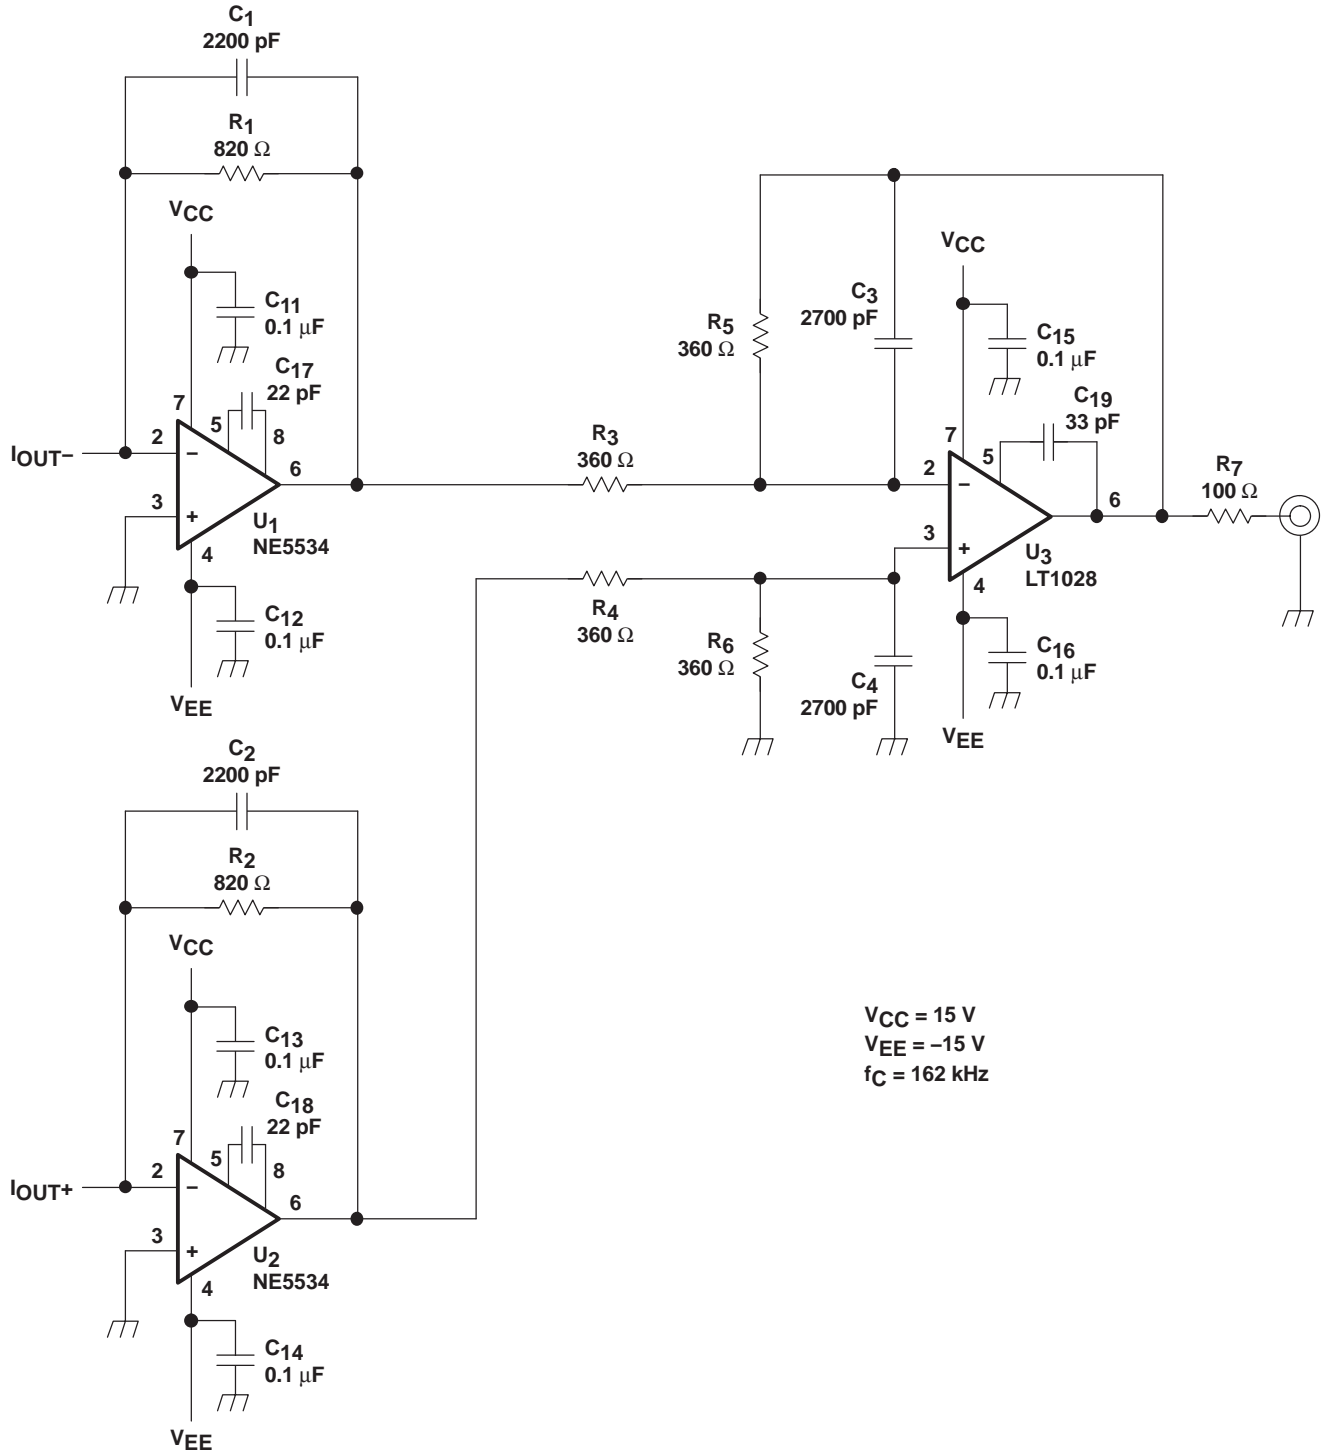 C1
2200 pF
R1
820 Ω
VCC
C11
0.1 μF
C17
22 pF
7
5
8
2
IOUT–
–
6
3
+
U1
NE5534
4
C12
0.1 μF
VEE
R3
360 Ω
R5
360 Ω
C3
2700 pF
VCC
C15
0.1 μF
C19
33 pF
7
5
2
–
6
R7
100 Ω
3
+
U3
LT1028
4
R4
360 Ω
R6
360 Ω
C4
2700 pF
C16
0.1 μF
VEE
C2
2200 pF
R2
820 Ω
VCC
C13
0.1 μF
C18
22 pF
7
5
8
2
IOUT+
–
6
3
+
U2
NE5534
4
C14
0.1 μF
VEE
VCC = 15 V
VEE = –15 V
fC = 162 kHz